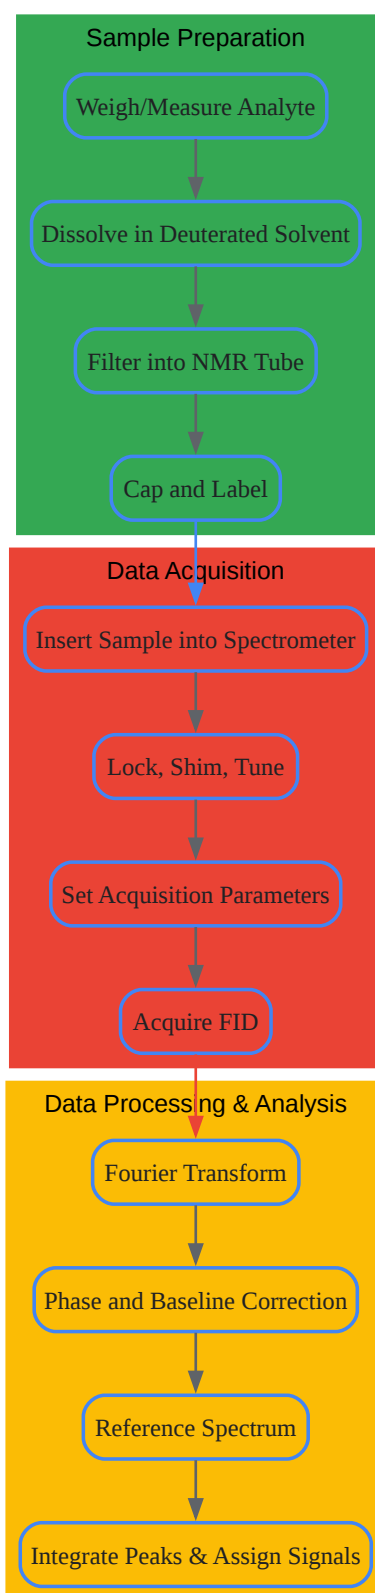 Sample Preparation
Weigh/Measure Analyte
Dissolve in Deuterated Solvent
Filter into NMR Tube
Cap and Label
Data Acquisition
Insert Sample into Spectrometer
Lock, Shim, Tune
Set Acquisition Parameters
Acquire FID
Data Processing & Analysis
Fourier Transform
Phase and Baseline Correction
Reference Spectrum
Integrate Peaks & Assign Signals